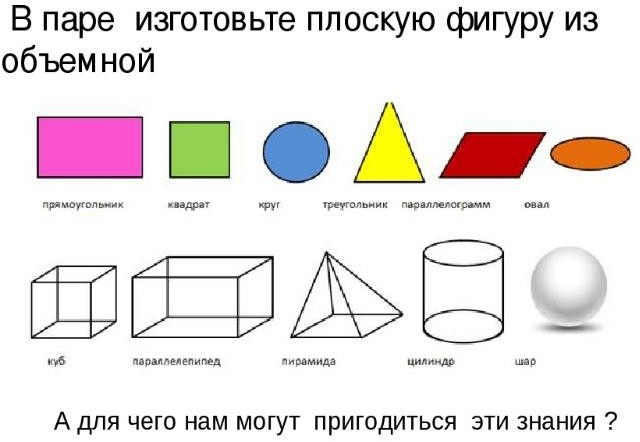 В паре изготовьте плоскую фигуру из
объемной
прямоугольник квадрат круг треугольник параллелограмм овал
куб параллелепипед пирамида цилиндр шар
А для чего нам могут пригодиться эти знания ?